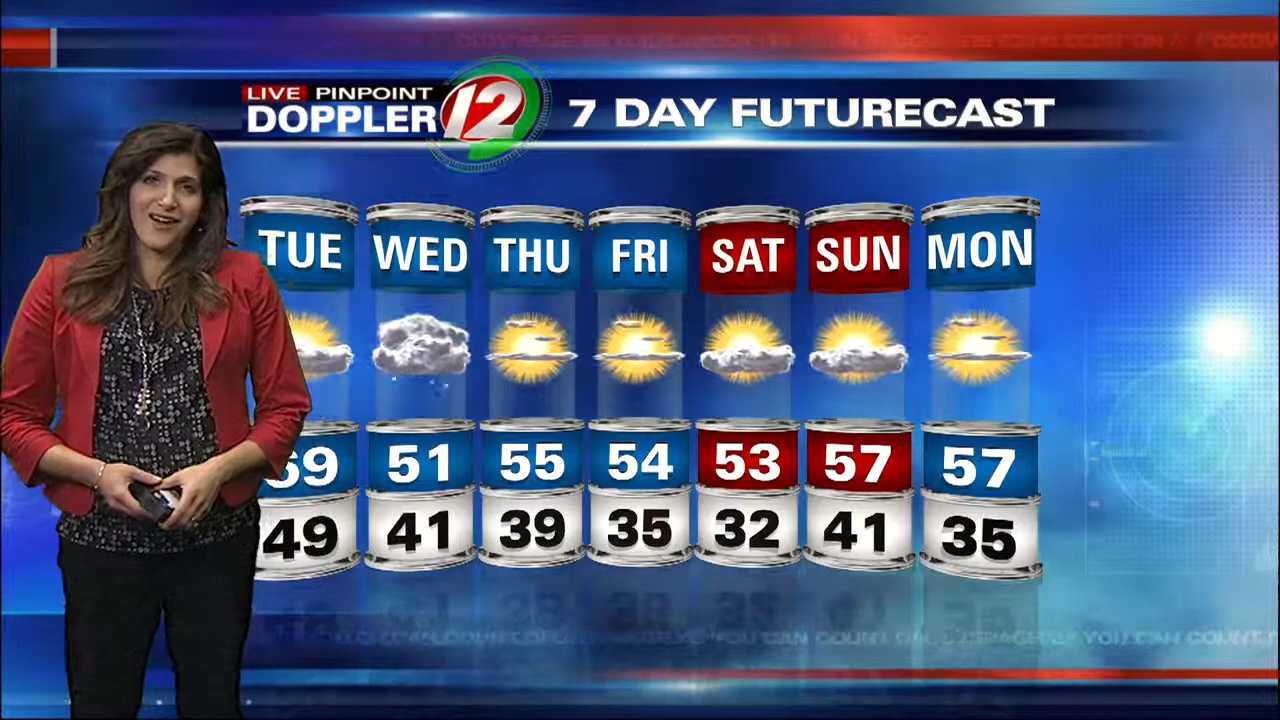 LIVE PINPOINT
DOPPLER 12
7 DAY FUTURECAST
TUE WED THU FRI SAT SUN MON
69 51 55 54 53 57 57
49 41 39 35 32 41 35